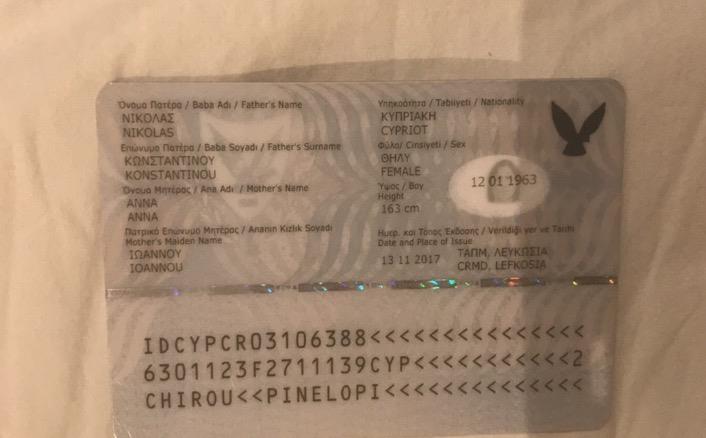 Όνομα Πατέρα / Baba Adı / Father's Name
ΝΙΚΟΛΑΣ
NIKOLAS
Επώνυμο Πατέρα / Baba Soyadı / Father's Surname
ΚΩΝΣΤΑΝΤΙΝΟΥ
KONSTANTINOU
Όνομα Μητέρας / Ana Adı / Mother's Name
ΑΝΝΑ
ANNA
Πατρικό Επώνυμο Μητέρας / Ananın Kızlık Soyadı
Mother's Maiden Name
ΙΩΑΝΝΟΥ
IOANNOU
Υπηκοότητα / Tabiiyeti / Nationality
ΚΥΠΡΙΑΚΗ
CYPRIOT
Φύλο/ Cinsiyeti / Sex
ΘΗΛΥ
FEMALE
Ύψος / Boy
Height
163 cm
12 01 1963
Ημερ. και Τόπος Έκδοσης / Verildiği yer ve Tarihi
Date and Place of Issue
13 11 2017 ΤΑΠΜ, ΛΕΥΚΩΣΙΑ
CRMD, LEFKOSIA
IDCYPCR03106388<<<<<<<<<<<<<<<
6301123F2711139CYP<<<<<<<<<<<2
CHIROU<<PINELOPI<<<<<<<<<<<<<<